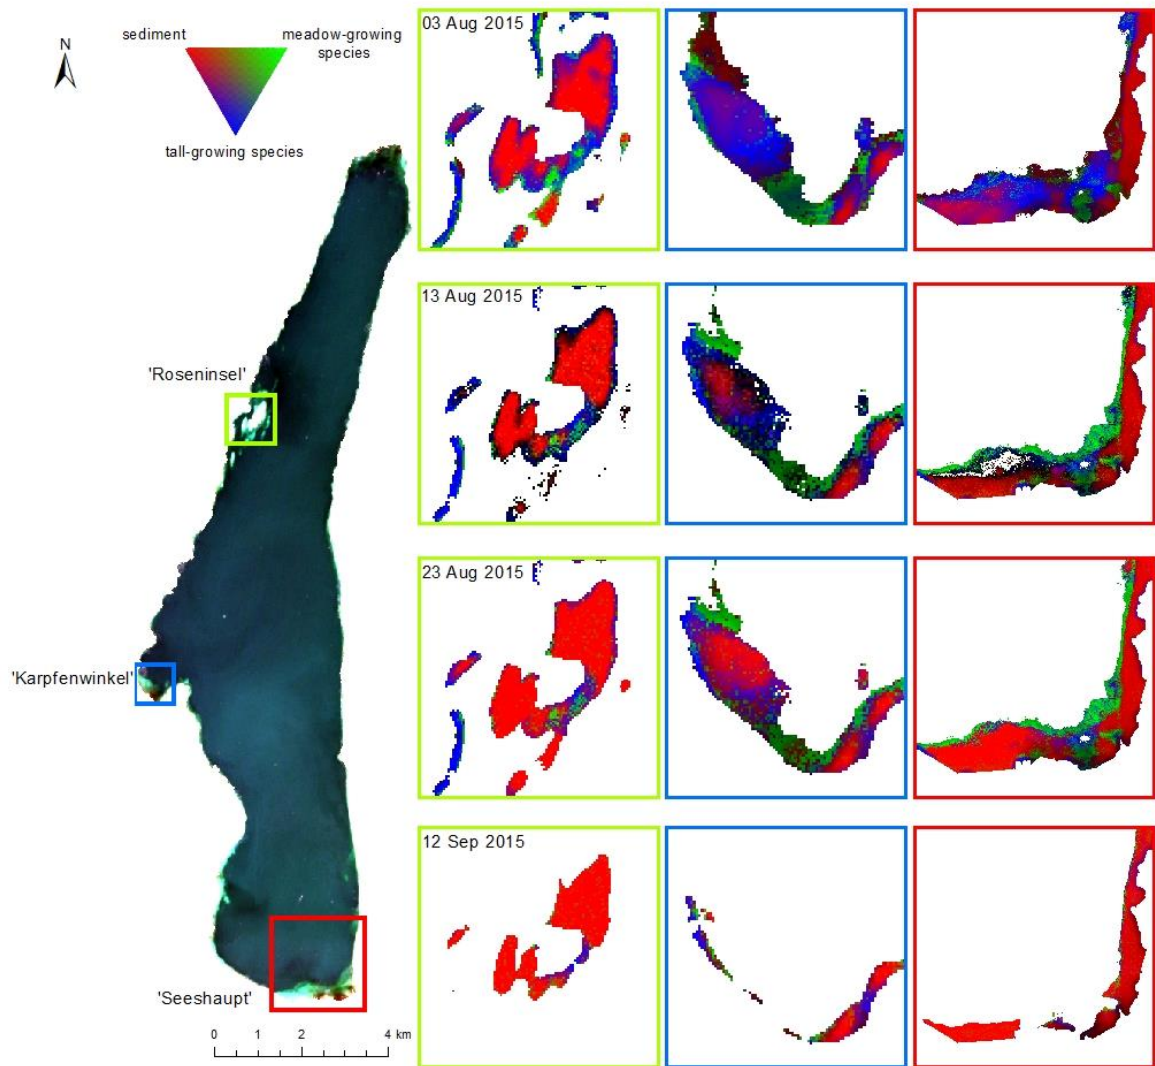 N
sediment
meadow-growing
species
tall-growing species
'Roseninsel'
'Karpfenwinkel'
'Seeshaupt'
0 1 2 4 km
03 Aug 2015
13 Aug 2015
23 Aug 2015
12 Sep 2015